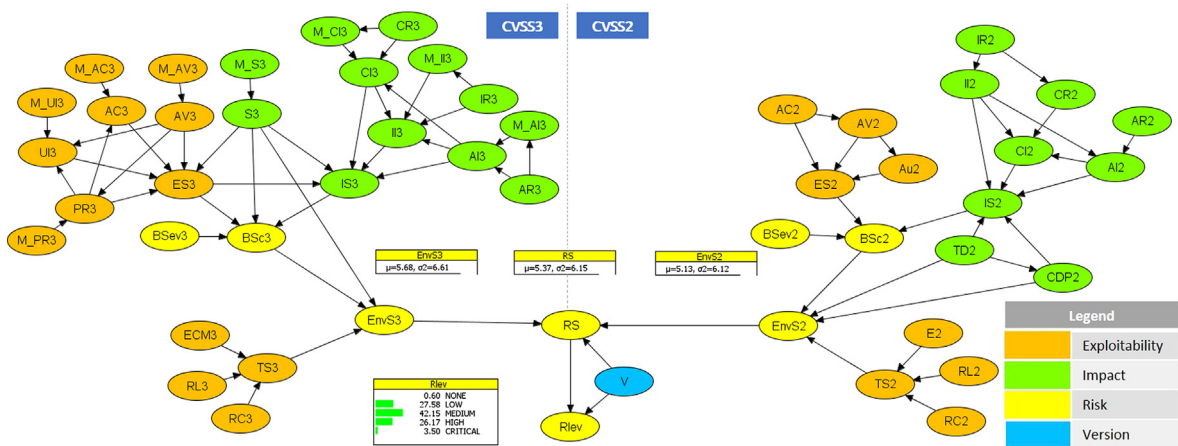 CVSS3
CVSS2
M_CI3
CR3
IR2
M_AC3
M_AV3
M_S3
CI3
M_II3
II2
CR2
M_UI3
AC3
AV3
S3
IR3
AC2
AV2
AR2
UI3
II3
M_AI3
AI3
CI2
AI2
Au2
ES3
IS3
AR3
ES2
IS2
PR3
M_PR3
BSev3
BSc3
BSev2
BSc2
TD2
CDP2
EnvS3
μ=5.68, σ2=6.61
RS
μ=5.37, σ2=6.15
EnvS2
μ=5.13, σ2=6.12
EnvS3
RS
EnvS2
ECM3
TS3
RL3
RC3
Rlev
0.60 NONE
27.58 LOW
42.15 MEDIUM
26.17 HIGH
3.50 CRITICAL
V
Rlev
E2
RL2
TS2
RC2
Legend
Exploitability
Impact
Risk
Version